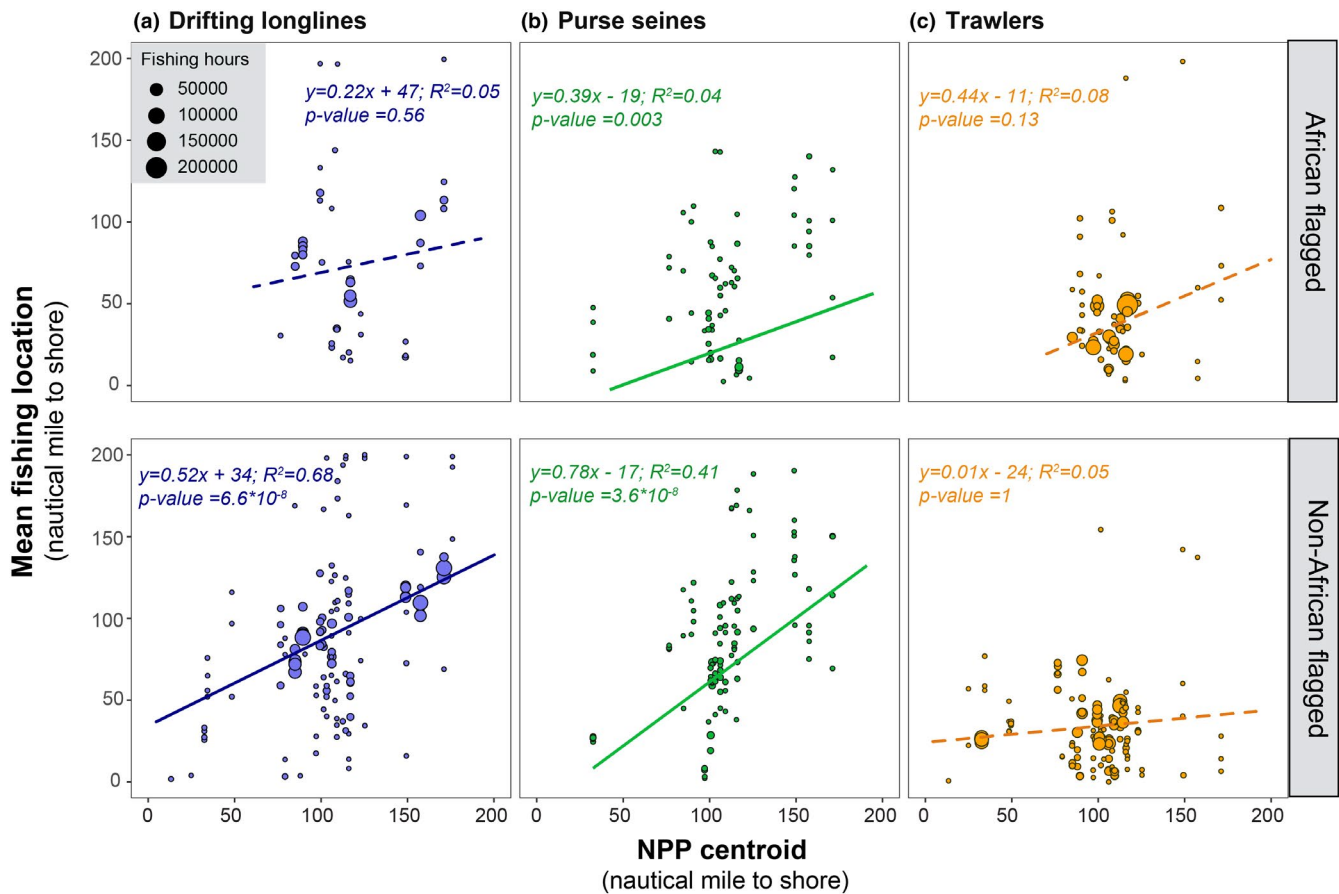 (a) Drifting longlines
(b) Purse seines
(c) Trawlers
Fishing hours
50000
100000
150000
200000
y=0.22x + 47; R²=0.05
p-value =0.56
y=0.39x - 19; R²=0.04
p-value =0.003
y=0.44x - 11; R²=0.08
p-value =0.13
African flagged
200
150
100
50
0
Mean fishing location
(nautical mile to shore)
y=0.52x + 34; R²=0.68
p-value =6.6*10⁻⁸
y=0.78x - 17; R²=0.41
p-value =3.6*10⁻⁸
y=0.01x - 24; R²=0.05
p-value =1
Non-African flagged
200
150
100
50
0
0 50 100 150 200
0 50 100 150 200
0 50 100 150 200
NPP centroid
(nautical mile to shore)